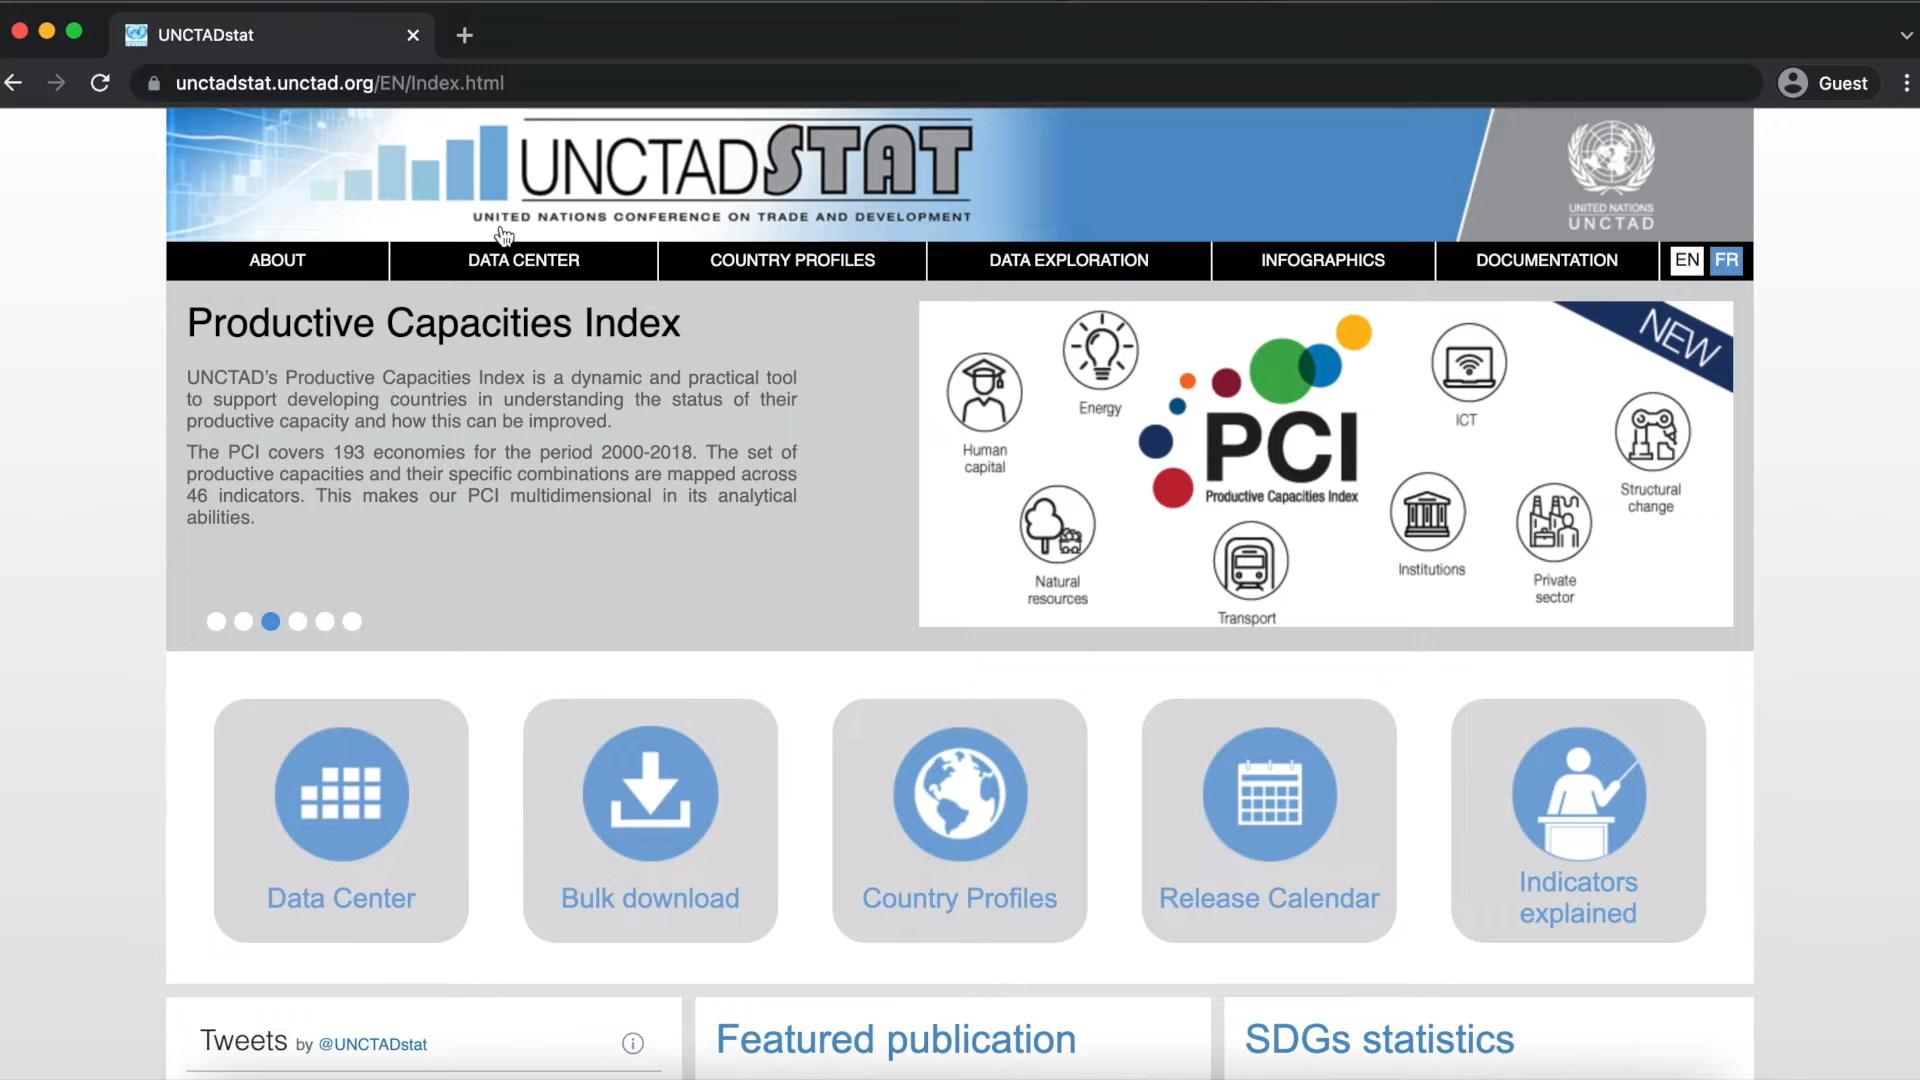 UNCTADstat
unctadstat.unctad.org/EN/Index.html
Guest
UNCTADSTAT
UNITED NATIONS CONFERENCE ON TRADE AND DEVELOPMENT
UNITED NATIONS
UNCTAD
ABOUT
DATA CENTER
COUNTRY PROFILES
DATA EXPLORATION
INFOGRAPHICS
DOCUMENTATION
EN
FR
Productive Capacities Index
UNCTAD's Productive Capacities Index is a dynamic and practical tool
to support developing countries in understanding the status of their
productive capacity and how this can be improved.
The PCI covers 193 economies for the period 2000-2018. The set of
productive capacities and their specific combinations are mapped across
46 indicators. This makes our PCI multidimensional in its analytical
abilities.
NEW
Human
capital
Energy
ICT
PCI
Productive Capacities Index
Structural
change
Natural
resources
Transport
Institutions
Private
sector
Data Center
Bulk download
Country Profiles
Release Calendar
Indicators
explained
Tweets by @UNCTADstat
Featured publication
SDGs statistics